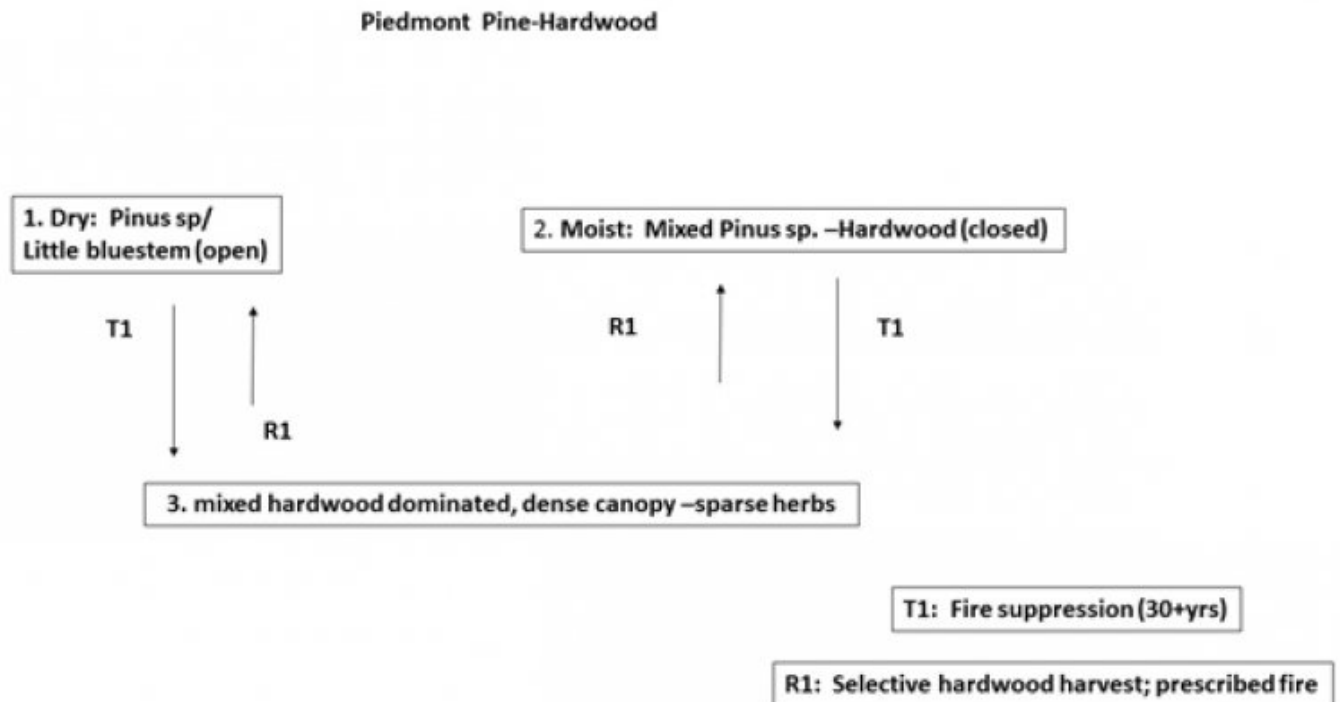 Piedmont Pine-Hardwood
1. Dry: Pinus sp/
Little bluestem (open)
2. Moist: Mixed Pinus sp. –Hardwood (closed)
T1
R1
R1
T1
3. mixed hardwood dominated, dense canopy –sparse herbs
T1: Fire suppression (30+yrs)
R1: Selective hardwood harvest; prescribed fire